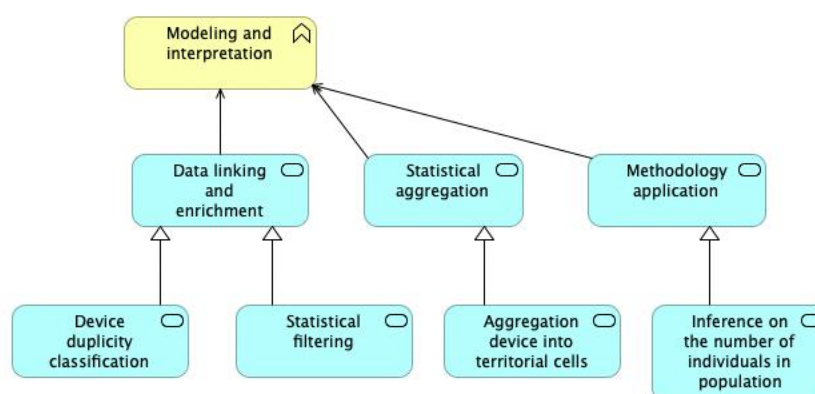 Modeling and
interpretation
Data linking
and
enrichment
Statistical
aggregation
Methodology
application
Device
duplicity
classification
Statistical
filtering
Aggregation
device into
territorial cells
Inference on
the number of
individuals in
population